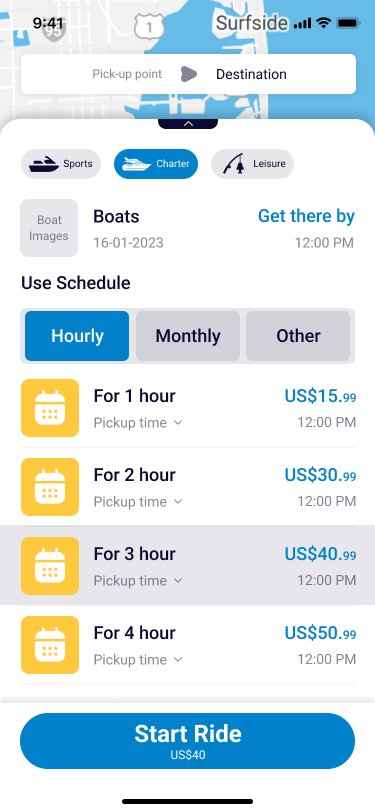 9:41
Surfside
95
1
Pick-up point Destination
Sports Charter Leisure
Boat
Images
Boats Get there by
16-01-2023 12:00 PM
Use Schedule
Hourly Monthly Other
For 1 hour US$15.99
Pickup time 12:00 PM
For 2 hour US$30.99
Pickup time 12:00 PM
For 3 hour US$40.99
Pickup time 12:00 PM
For 4 hour US$50.99
Pickup time 12:00 PM
Start Ride
US$40